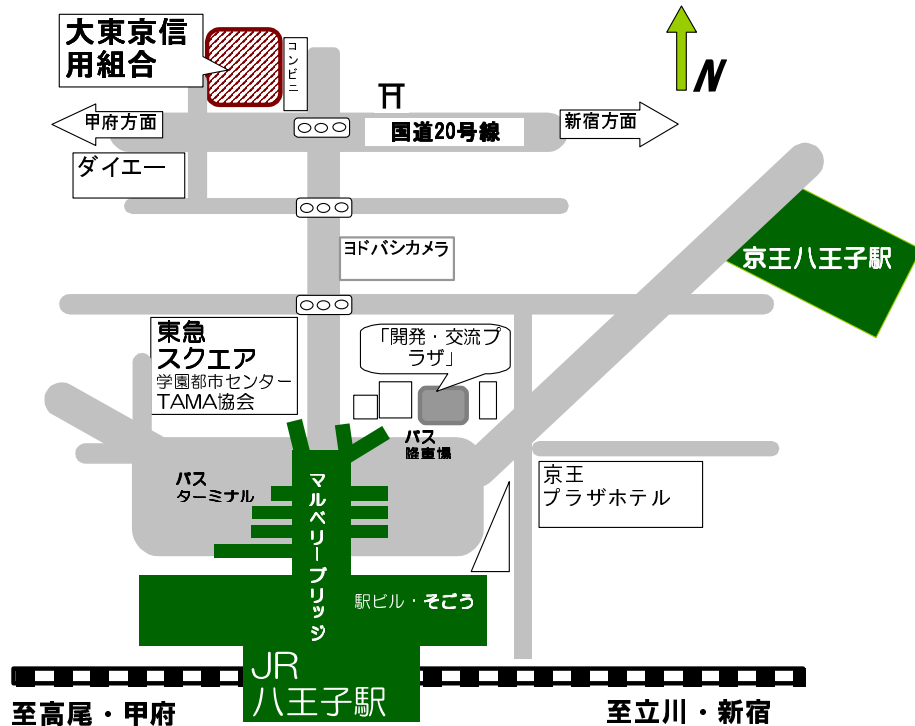 大東京信
用組合
コンビニ
N
甲府方面
国道20号線
新宿方面
ダイエー
ヨドバシカメラ
京王八王子駅
東急
スクエア
学園都市センター
TAMA協会
「開発・交流プ
ラザ」
バス
降車場
バス
ターミナル
マルベリーブリッジ
京王
プラザホテル
駅ビル・そごう
JR
八王子駅
至高尾・甲府
至立川・新宿